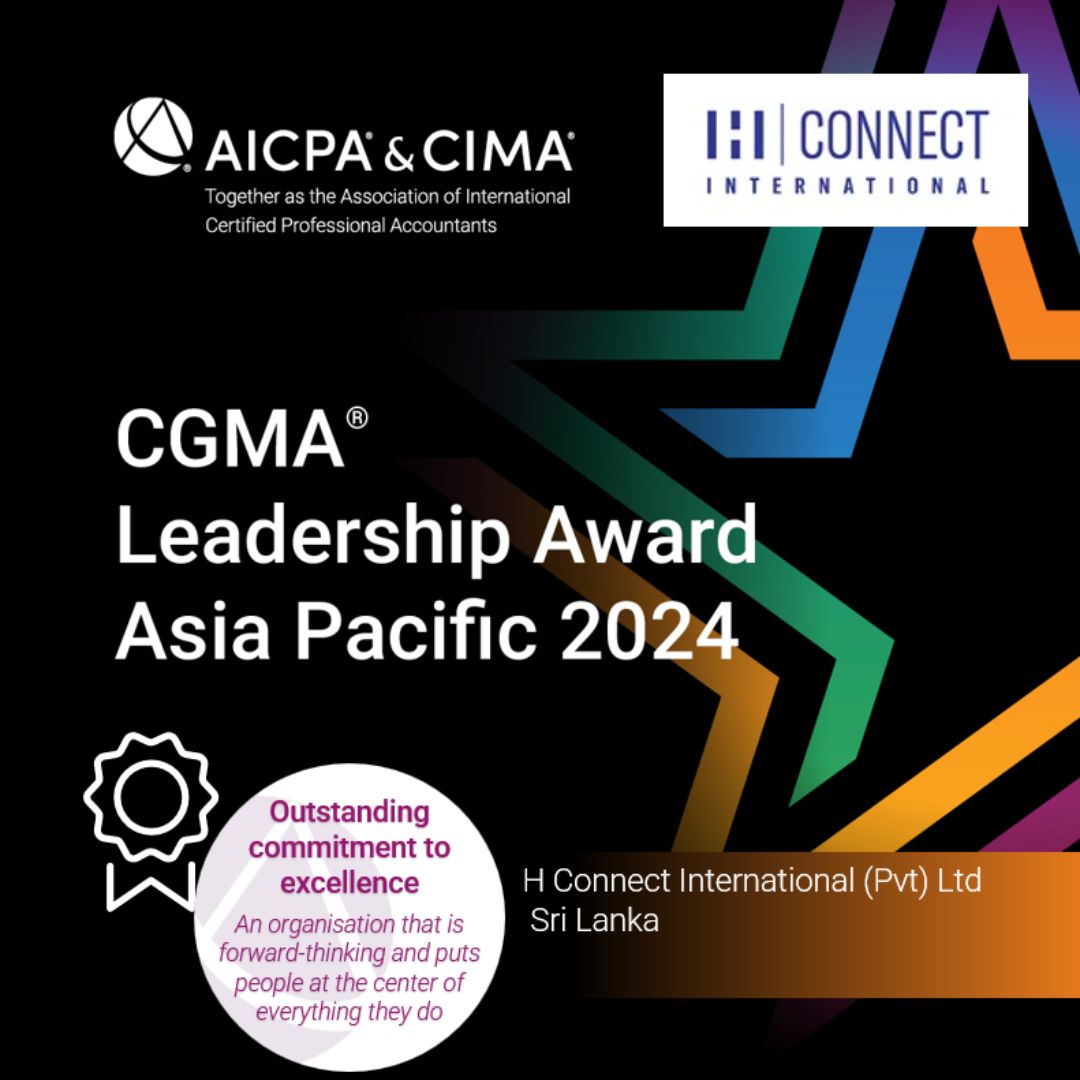 AICPA® & CIMA®
Together as the Association of International
Certified Professional Accountants
H | CONNECT
INTERNATIONAL
CGMA®
Leadership Award
Asia Pacific 2024
Outstanding
commitment to
excellence
An organisation that is
forward-thinking and puts
people at the center of
everything they do
H Connect International (Pvt) Ltd
Sri Lanka